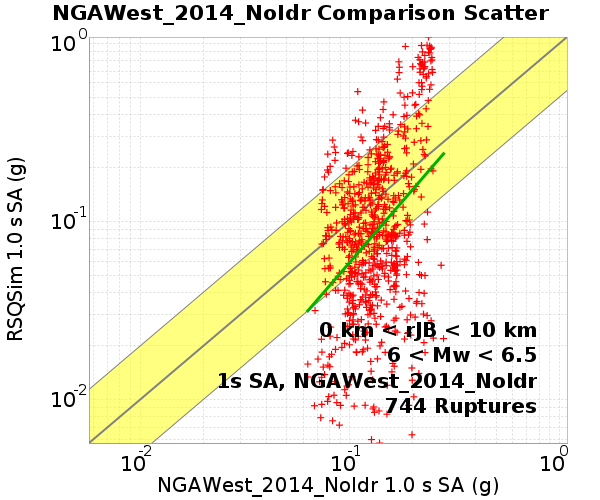 NGAWest_2014_NoIdr Comparison Scatter
10^0
10^-1
10^-2
RSQSim 1.0 s SA (g)
0 km < rJB < 10 km
6 < Mw < 6.5
1s SA, NGAWest_2014_NoIdr
744 Ruptures
10^-2 10^-1 10^0
NGAWest_2014_NoIdr 1.0 s SA (g)